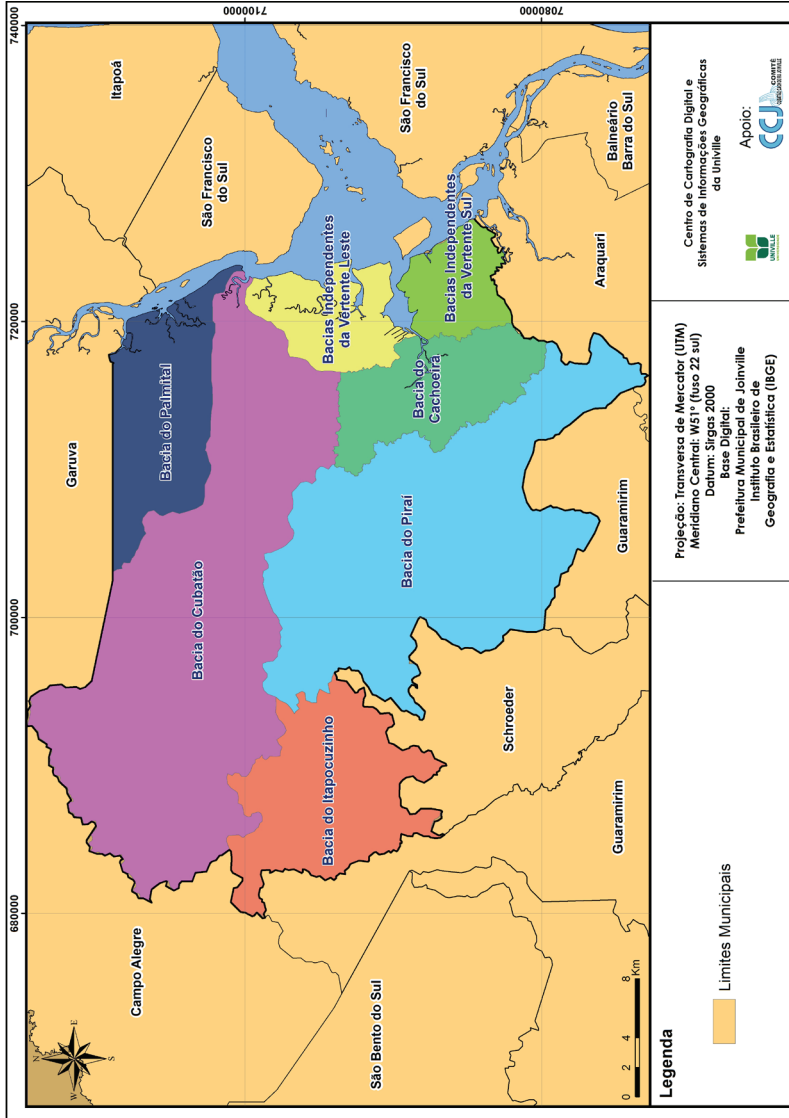 680000
700000
720000
740000
7100000
7080000
N
E
S
W
Campo Alegre
Garuva
Itapoá
São Francisco
do Sul
São Francisco
do Sul
Bacia do Palmital
Bacia do Cubatão
Bacias Independentes
da Vertente Leste
Bacias Independentes
da Vertente Sul
Bacia do
Cachoeira
Bacia do Piraí
Bacia do Itapocuzinho
São Bento do Sul
Schroeder
Guaramirim
Guaramirim
Araquari
Balneário
Barra do Sul
0 2 4 8
Km
Legenda
Limites Municipais
Projeção: Transversa de Mercator (UTM)
Meridiano Central: W51° (fuso 22 sul)
Datum: Sirgas 2000
Base Digital:
Prefeitura Municipal de Joinville
Instituto Brasileiro de
Geografia e Estatística (IBGE)
Centro de Cartografia Digital e
Sistemas de Informações Geográficas
da Univille
UNIVILLE
Apoio:
CCJ
COMITÊ